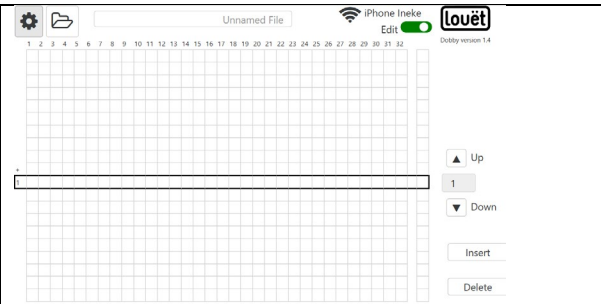 Unnamed File
iPhone Ineke
Edit
louët
Dobby version 1.4
1 2 3 4 5 6 7 8 9 10 11 12 13 14 15 16 17 18 19 20 21 22 23 24 25 26 27 28 29 30 31 32
+
1
▲ Up
1
▼ Down
Insert
Delete